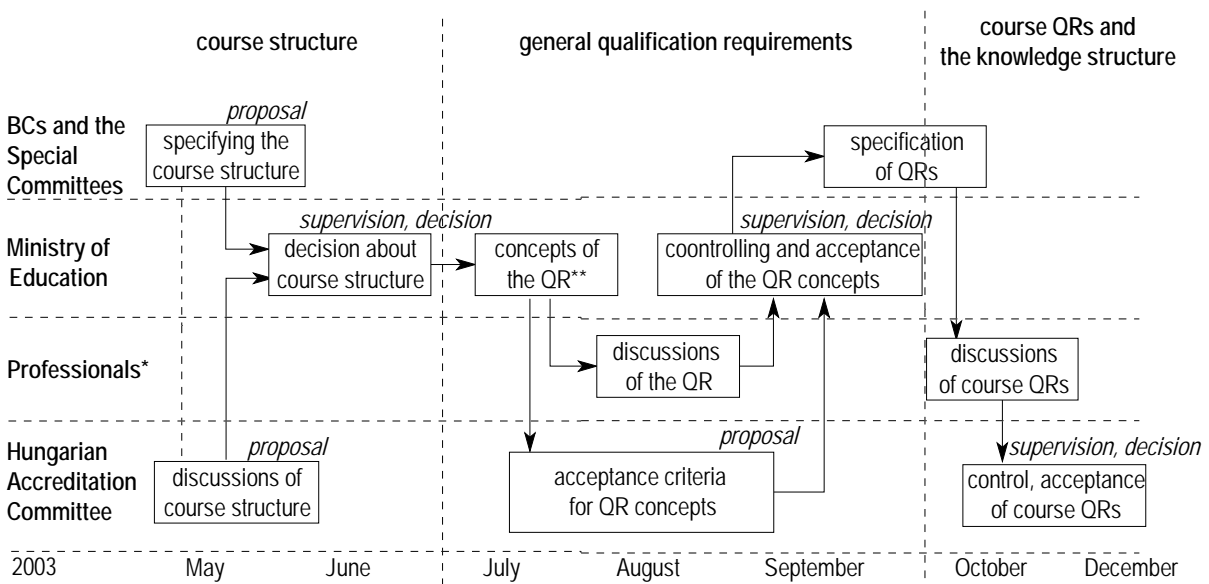 course structure
general qualification requirements
course QRs and
the knowledge structure
BCs and the
Special
Committees
proposal
specifying the
course structure
specification
of QRs
Ministry of
Education
supervision, decision
decision about
course structure
concepts of
the QR**
supervision, decision
coontrolling and acceptance
of the QR concepts
Professionals*
discussions
of the QR
discussions
of course QRs
Hungarian
Accreditation
Committee
proposal
discussions of
course structure
proposal
acceptance criteria
for QR concepts
supervision, decision
control, acceptance
of course QRs
2003 May June July August September October December